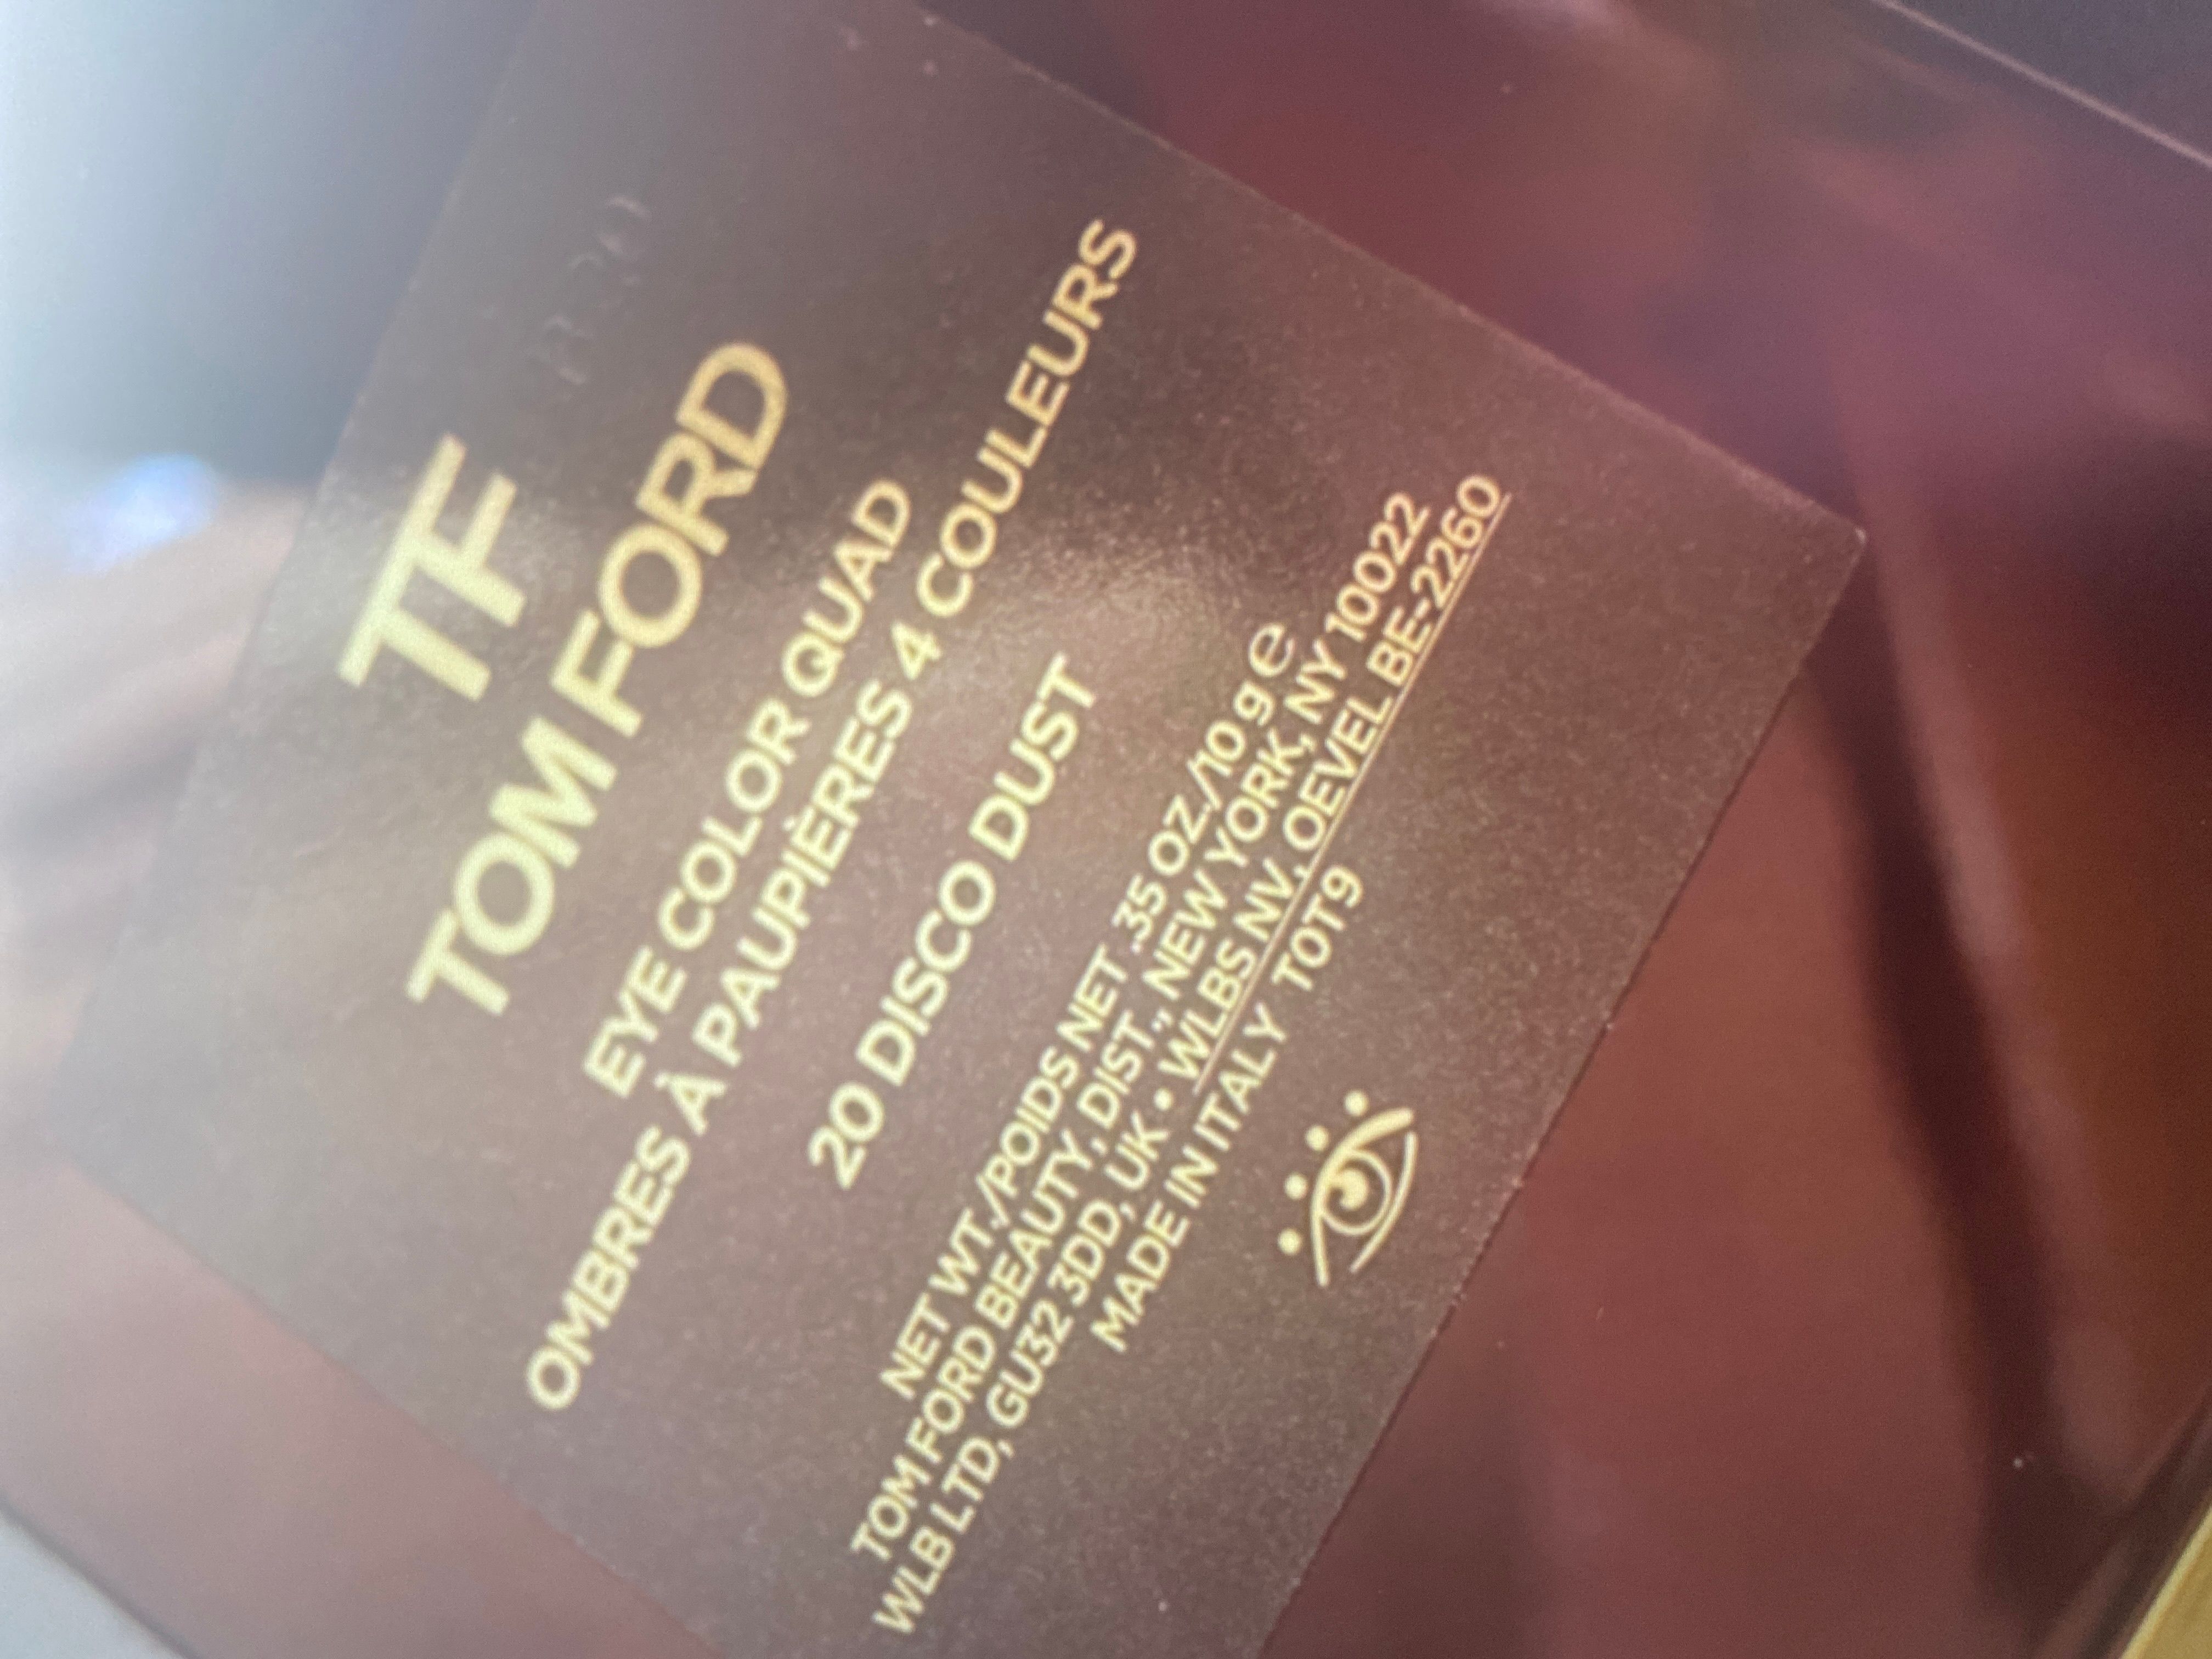 TF
TOM FORD
EYE COLOR QUAD
OMBRES À PAUPIÈRES 4 COULEURS
20 DISCO DUST
NET WT./POIDS NET .35 OZ./10 g e
TOM FORD BEAUTY, DIST., NEW YORK, NY 10022
WLB LTD, GU32 3DD, UK • WLBS NV, OEVEL BE-2260
MADE IN ITALY T0T9